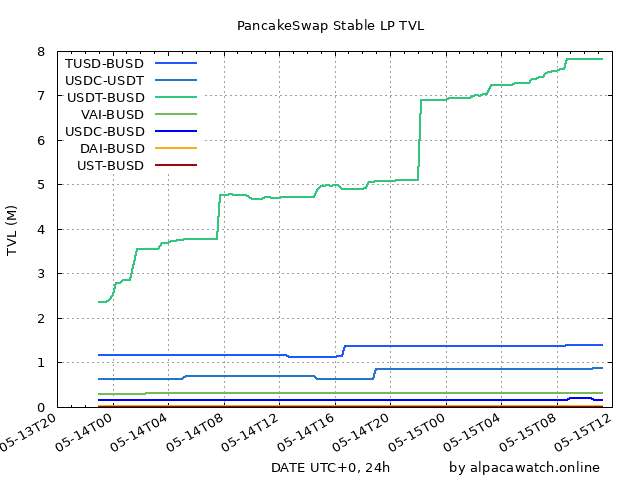 PancakeSwap Stable LP TVL
8
7
6
5
4
3
2
1
0
TVL (M)
TUSD-BUSD
USDC-USDT
USDT-BUSD
VAI-BUSD
USDC-BUSD
DAI-BUSD
UST-BUSD
05-13T20
05-14T00
05-14T04
05-14T08
05-14T12
05-14T16
05-14T20
05-15T00
05-15T04
05-15T08
05-15T12
DATE UTC+0, 24h
by alpacawatch.online